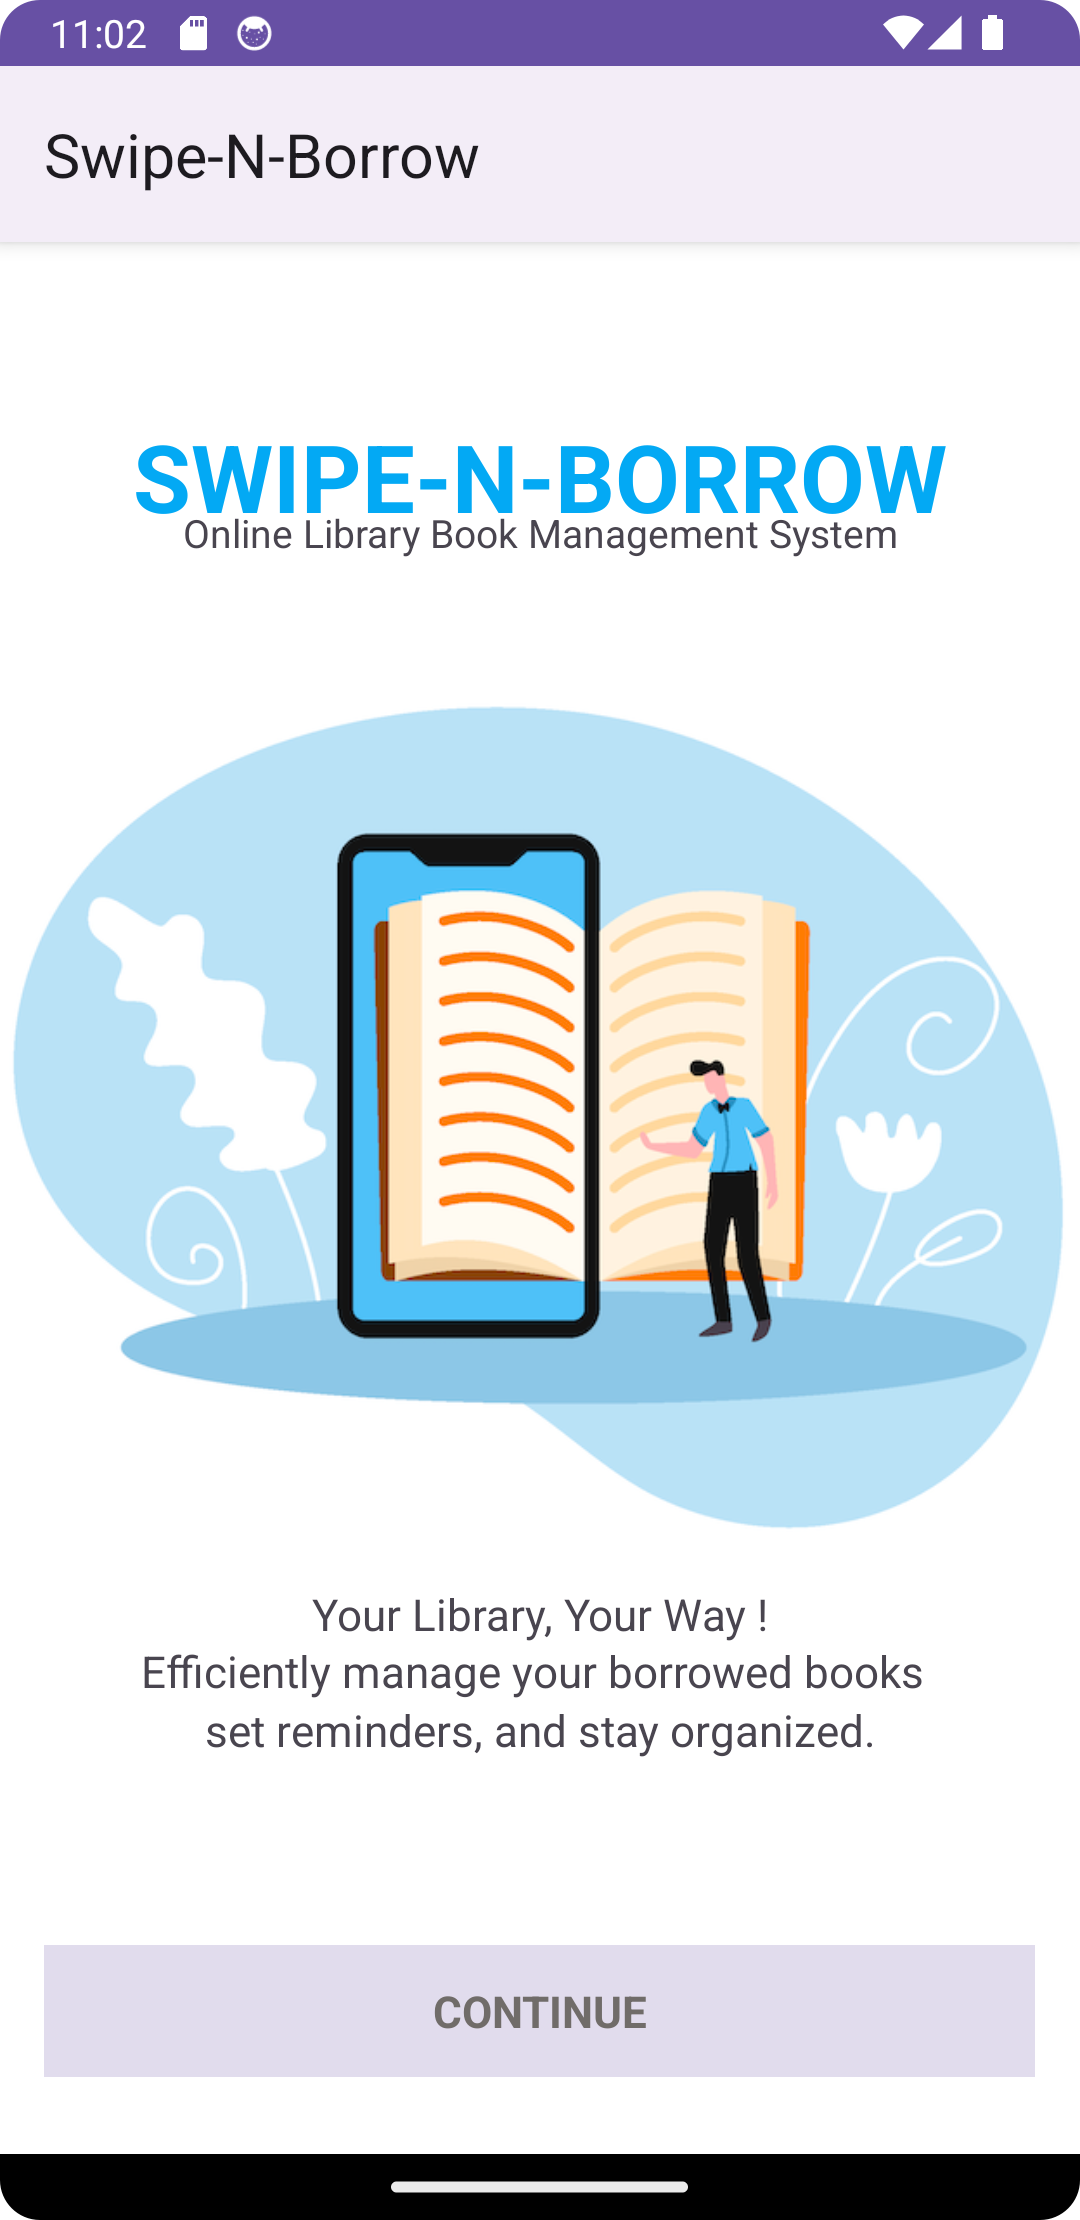 11:02
Swipe-N-Borrow
SWIPE-N-BORROW
Online Library Book Management System
Your Library, Your Way !
Efficiently manage your borrowed books
set reminders, and stay organized.
CONTINUE